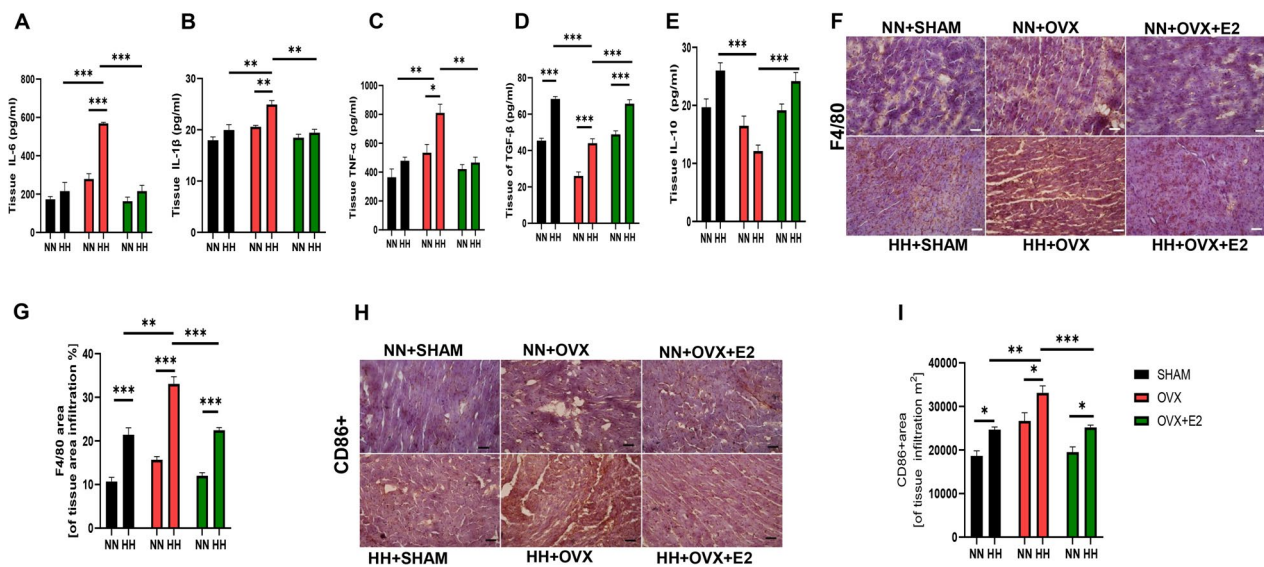 A
Tissue IL-6 (pg/ml)
800
600
400
200
0
***
***
***
NN HH NN HH NN HH
B
Tissue IL-1β (pg/ml)
40
30
20
10
0
**
**
**
NN HH NN HH NN HH
C
Tissue TNF-α (pg/ml)
1000
800
600
400
200
0
**
**
*
NN HH NN HH NN HH
D
Tissue of TGF-β (pg/ml)
80
60
40
20
0
***
***
***
***
***
NN HH NN HH NN HH
E
Tissue IL-10 (pg/ml)
30
20
10
0
***
***
NN HH NN HH NN HH
F
NN+SHAM NN+OVX NN+OVX+E2
F4/80
HH+SHAM HH+OVX HH+OVX+E2
G
F4/80 area
[of tissue area infiltration %]
40
30
20
10
0
**
***
***
***
***
NN HH NN HH NN HH
H
NN+SHAM NN+OVX NN+OVX+E2
CD86+
HH+SHAM HH+OVX HH+OVX+E2
I
CD86+area
[of tissue infiltration m²]
40000
30000
20000
10000
0
**
***
*
*
*
NN HH NN HH NN HH
SHAM
OVX
OVX+E2